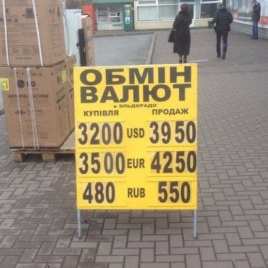 ОБМІН
ВАЛЮТ
в ЭЛЬДОРАДО
КУПІВЛЯ ПРОДАЖ
3200 USD 3950
3500 EUR 4250
480 RUB 550